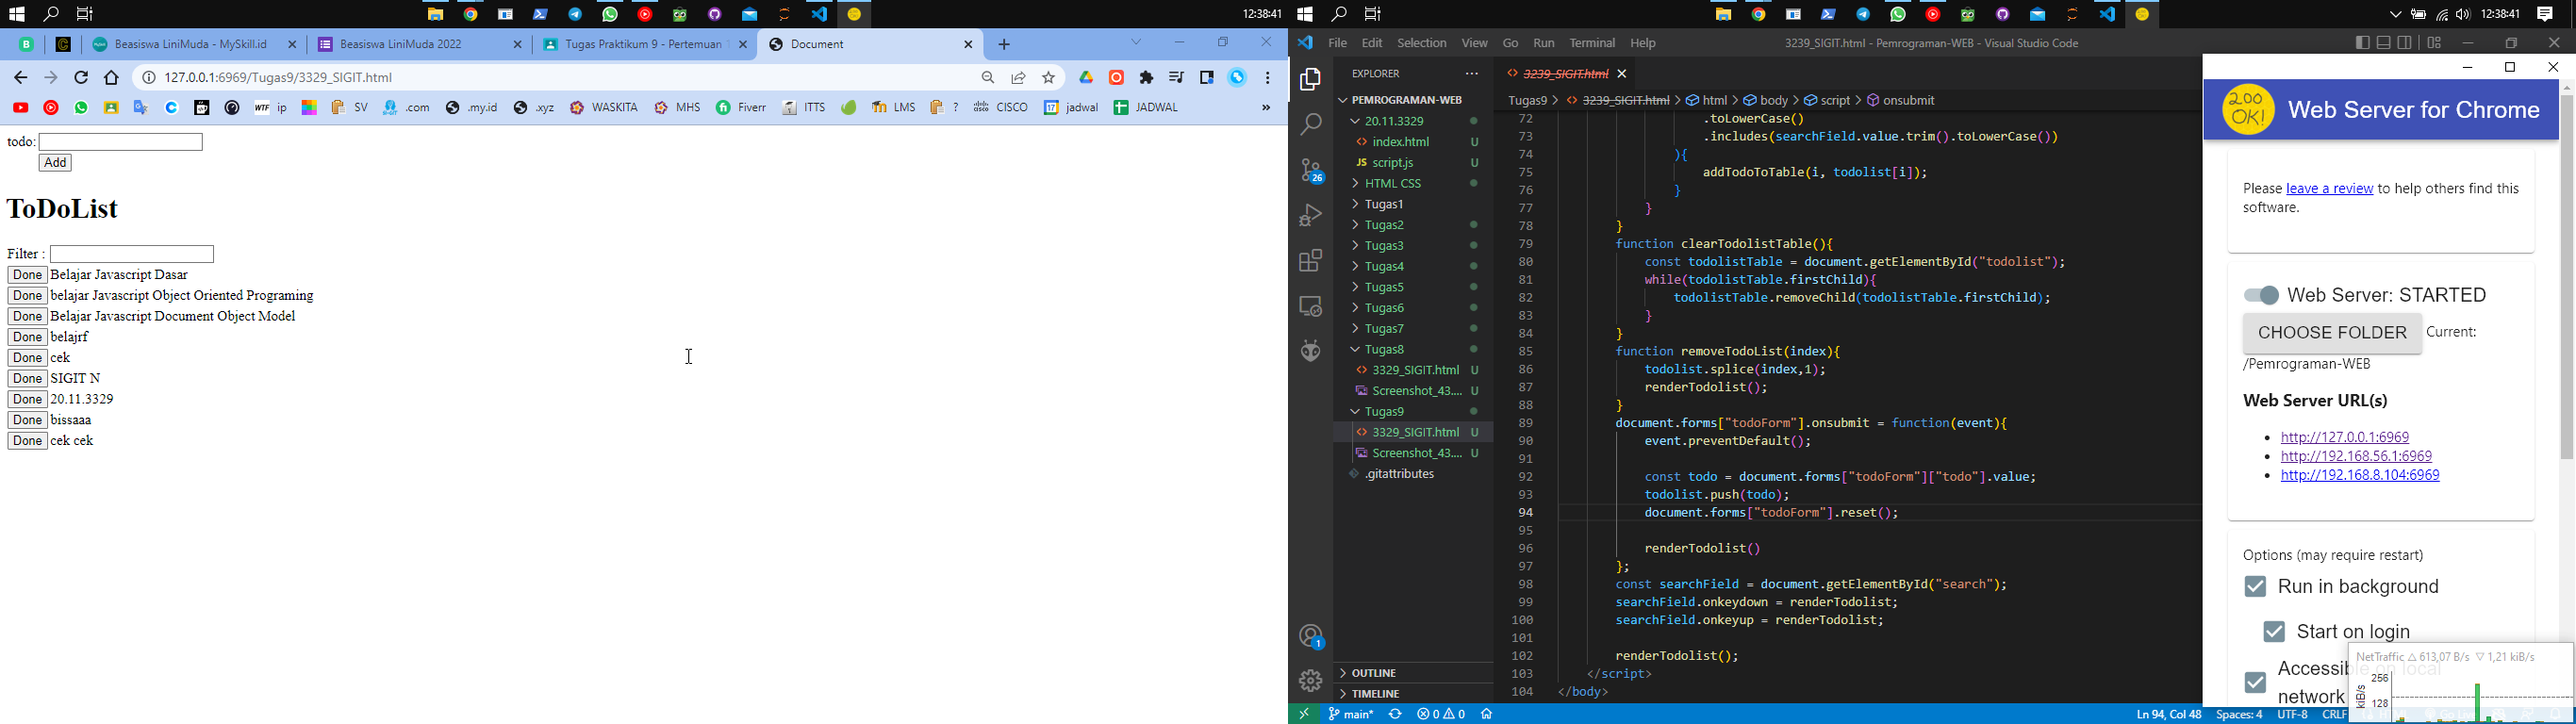 12:38:41
12:38:41
Beasiswa LiniMuda - MySkill.id
Beasiswa LiniMuda 2022
Tugas Praktikum 9 - Pertemuan
Document
127.0.0.1:6969/Tugas9/3329_SIGIT.html
WTF ip
SV
.com
.my.id
.xyz
WASKITA
MHS
Fiverr
ITTS
LMS
?
CISCO
jadwal
JADWAL
»
todo:
Add
ToDoList
Filter :
Done Belajar Javascript Dasar
Done belajar Javascript Object Oriented Programing
Done Belajar Javascript Document Object Model
Done belajrf
Done cek
Done SIGIT N
Done 20.11.3329
Done bissaaa
Done cek cek
File Edit Selection View Go Run Terminal Help
3239_SIGIT.html - Pemrograman-WEB - Visual Studio Code
EXPLORER
PEMROGRAMAN-WEB
20.11.3329
index.html U
JS script.js U
HTML CSS
Tugas1
Tugas2
Tugas3
Tugas4
Tugas5
Tugas6
Tugas7
Tugas8
3329_SIGIT.html U
Screenshot_43.... U
Tugas9
3329_SIGIT.html U
Screenshot_43.... U
.gitattributes
OUTLINE
TIMELINE
26
1
3239_SIGIT.html
Tugas9 > 3239_SIGIT.html > html > body > script > onsubmit
72 .toLowerCase()
73 .includes(searchField.value.trim().toLowerCase())
74 ){
75 addTodoToTable(i, todolist[i]);
76 }
77 }
78 }
79 function clearTodolistTable(){
80 const todolistTable = document.getElementById("todolist");
81 while(todolistTable.firstChild){
82 todolistTable.removeChild(todolistTable.firstChild);
83 }
84 }
85 function removeTodoList(index){
86 todolist.splice(index,1);
87 renderTodolist();
88 }
89 document.forms["todoForm"].onsubmit = function(event){
90 event.preventDefault();
91
92 const todo = document.forms["todoForm"]["todo"].value;
93 todolist.push(todo);
94 document.forms["todoForm"].reset();
95
96 renderTodolist()
97 };
98 const searchField = document.getElementById("search");
99 searchField.onkeydown = renderTodolist;
100 searchField.onkeyup = renderTodolist;
101
102 renderTodolist();
103 </script>
104 </body>
main*
0 0
Ln 94, Col 48
Spaces: 4
UTF-8
CRLF
200 OK!
Web Server for Chrome
Please leave a review to help others find this
software.
Web Server: STARTED
CHOOSE FOLDER Current:
/Pemrograman-WEB
Web Server URL(s)
http://127.0.0.1:6969
http://192.168.56.1:6969
http://192.168.8.104:6969
Options (may require restart)
Run in background
Start on login
Accessible on local
network
NetTraffic △ 613,07 B/s ▽ 1,21 kiB/s
kiB/s
256
128